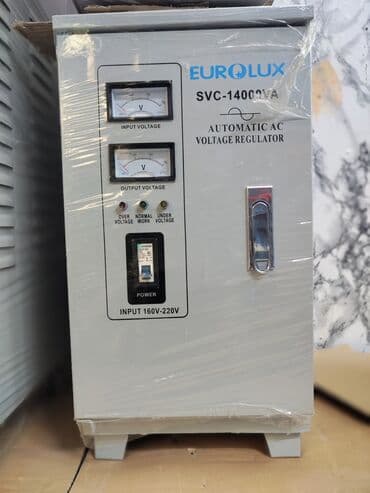 EUROLUX
SVC-14000VA
AUTOMATIC AC
VOLTAGE REGULATOR
V
INPUT VOLTAGE
V
OUTPUT VOLTAGE
OVER VOLTAGE
NORMAL WORK
UNDER VOLTAGE
POWER
INPUT 160V-220V